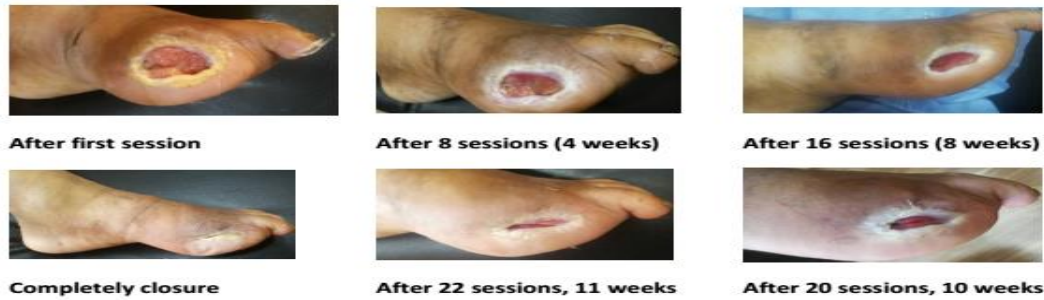 After first session
After 8 sessions (4 weeks)
After 16 sessions (8 weeks)
Completely closure
After 22 sessions, 11 weeks
After 20 sessions, 10 weeks